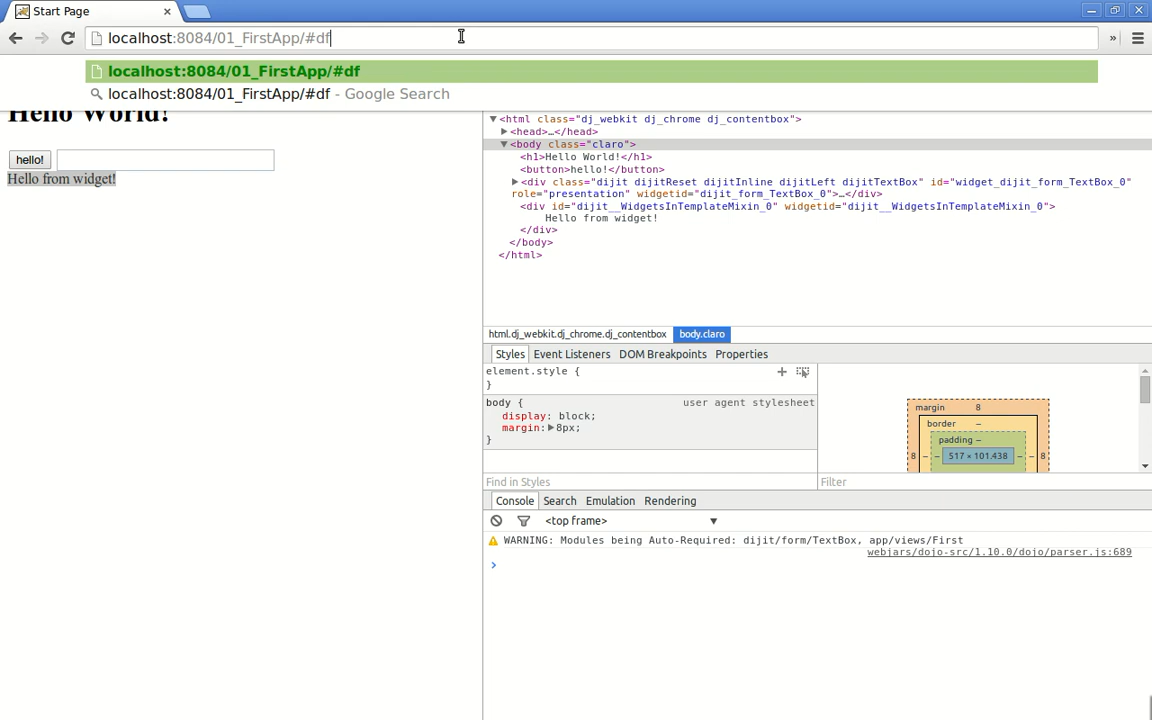 Start Page
localhost:8084/01_FirstApp/#df
localhost:8084/01_FirstApp/#df
localhost:8084/01_FirstApp/#df - Google Search
Hello World!
hello!
Hello from widget!
<html class="dj_webkit dj_chrome dj_contentbox">
<head>…</head>
<body class="claro">
<h1>Hello World!</h1>
<button>hello!</button>
<div class="dijit dijitReset dijitInline dijitLeft dijitTextBox" id="widget_dijit_form_TextBox_0"
role="presentation" widgetid="dijit_form_TextBox_0">…</div>
<div id="dijit__WidgetsInTemplateMixin_0" widgetid="dijit__WidgetsInTemplateMixin_0">
Hello from widget!
</div>
</body>
</html>
html.dj_webkit.dj_chrome.dj_contentbox body.claro
Styles Event Listeners DOM Breakpoints Properties
element.style {
}
body { user agent stylesheet
display: block;
margin: 8px;
}
margin 8
border –
padding –
8 – – 517 × 101.438 – – 8
Find in Styles Filter
Console Search Emulation Rendering
<top frame>
WARNING: Modules being Auto-Required: dijit/form/TextBox, app/views/First
webjars/dojo-src/1.10.0/dojo/parser.js:689